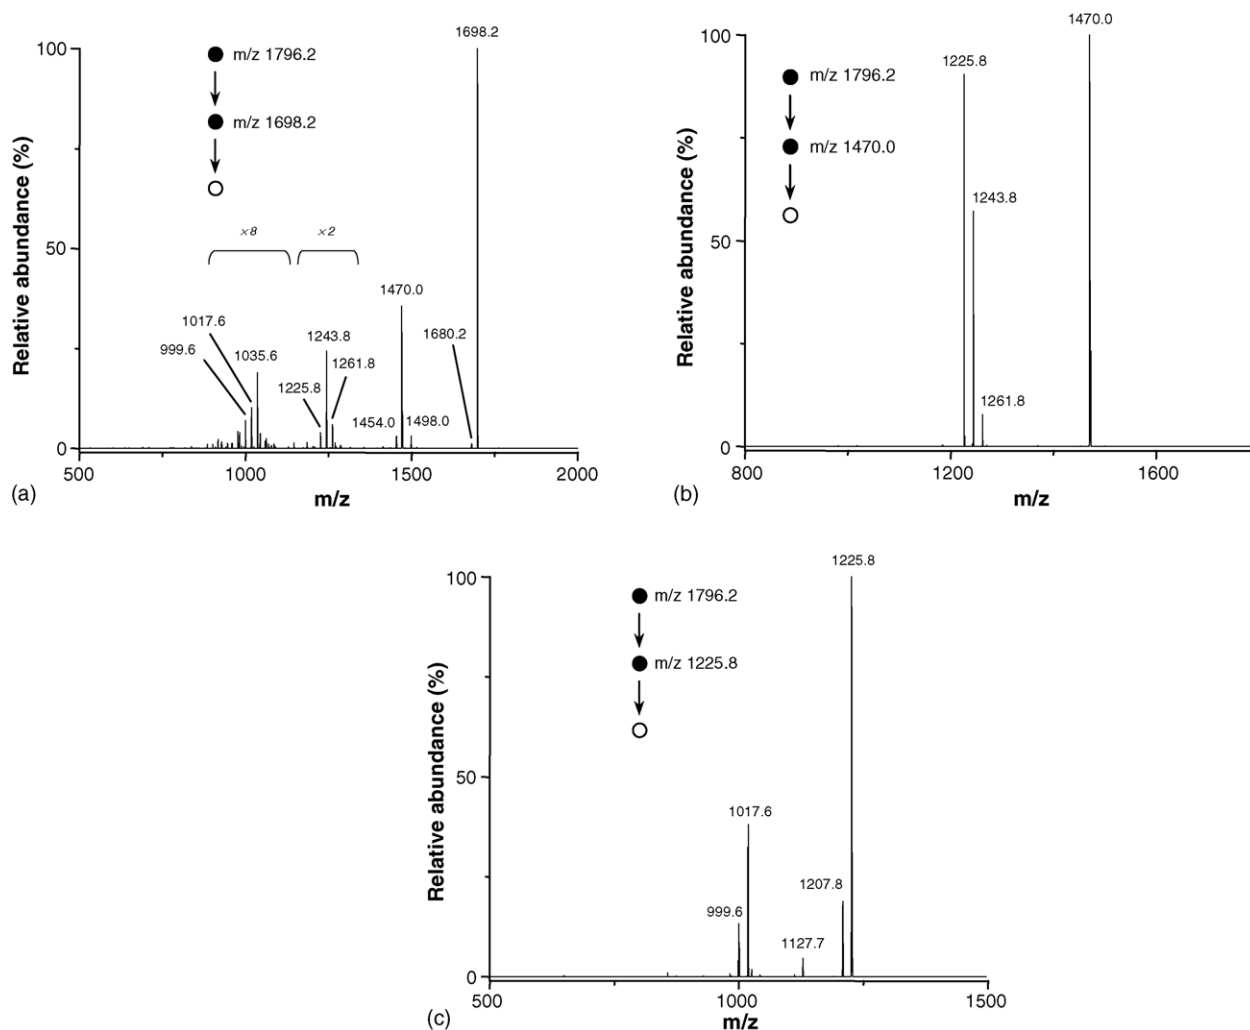 1698.2
100
m/z 1796.2
m/z 1698.2
Relative abundance (%)
×8
×2
50
1470.0
1017.6
1243.8
1680.2
999.6
1035.6
1261.8
1225.8
1454.0
1498.0
0
500
1000
1500
2000
(a)
m/z
1470.0
100
1225.8
m/z 1796.2
m/z 1470.0
Relative abundance (%)
1243.8
50
1261.8
0
800
1200
1600
(b)
m/z
1225.8
100
m/z 1796.2
m/z 1225.8
Relative abundance (%)
50
1017.6
1207.8
999.6
1127.7
0
500
1000
1500
(c)
m/z